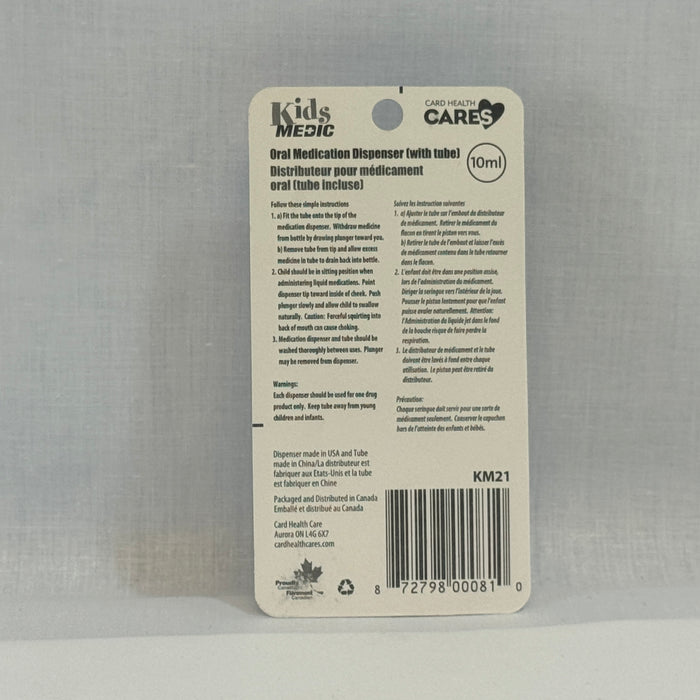 Kids
MEDIC
CARD HEALTH
CARES
Oral Medication Dispenser (with tube)
10ml
Distributeur pour médicament
oral (tube incluse)
Follow these simple instructions
1. a) Fit the tube onto the tip of the
medication dispenser. Withdraw medicine
from bottle by drawing plunger toward you.
b) Remove tube from tip and allow excess
medicine in tube to drain back into bottle.
2. Child should be in sitting position when
administering liquid medications. Point
dispenser tip toward inside of cheek. Push
plunger slowly and allow child to swallow
naturally. Caution: Forceful squirting into
back of mouth can cause choking.
3. Medication dispenser and tube should be
washed thoroughly between uses. Plunger
may be removed from dispenser.
Warnings:
Each dispenser should be used for one drug
product only. Keep tube away from young
children and infants.
Suivez les instruction suivantes
1. a) Ajuster le tube sur l'embout du distributeur
de médicament. Retirer le médicament du
flacon en tirant le piston vers vous.
b) Retirer le tube de l'embout et laisser l'excès
de médicament contenu dans le tube retourner
dans le flacon.
2. L'enfant doit être dans une position assise,
lors de l'administration du médicament.
Diriger la seringue vers l'intérieur de la joue.
Pousser le piston lentement pour que l'enfant
puisse avaler naturellement. Attention:
l'Administration du liquide jet dans le fond
de la bouche risque de faire perdre la
respiration.
3. Le distributeur de médicament et le tube
doivent être lavés à fond entre chaque
utilisation. Le piston peut être retiré du
distributeur.
Précaution:
Chaque seringue doit servir pour une sorte de
médicament seulement. Conserver le capuchon
hors de l'atteinte des enfants et bébés.
Dispenser made in USA and Tube
made in China/La distributeur est
fabriquer aux Etats-Unis et la tube
est fabriquer en Chine
Packaged and Distributed in Canada
Emballé et distribué au Canada
Card Health Care
Aurora ON L4G 6X7
cardhealthcares.com
Proudly
Canadian
Fièrement
Canadien
KM21
8 72798 00081 0